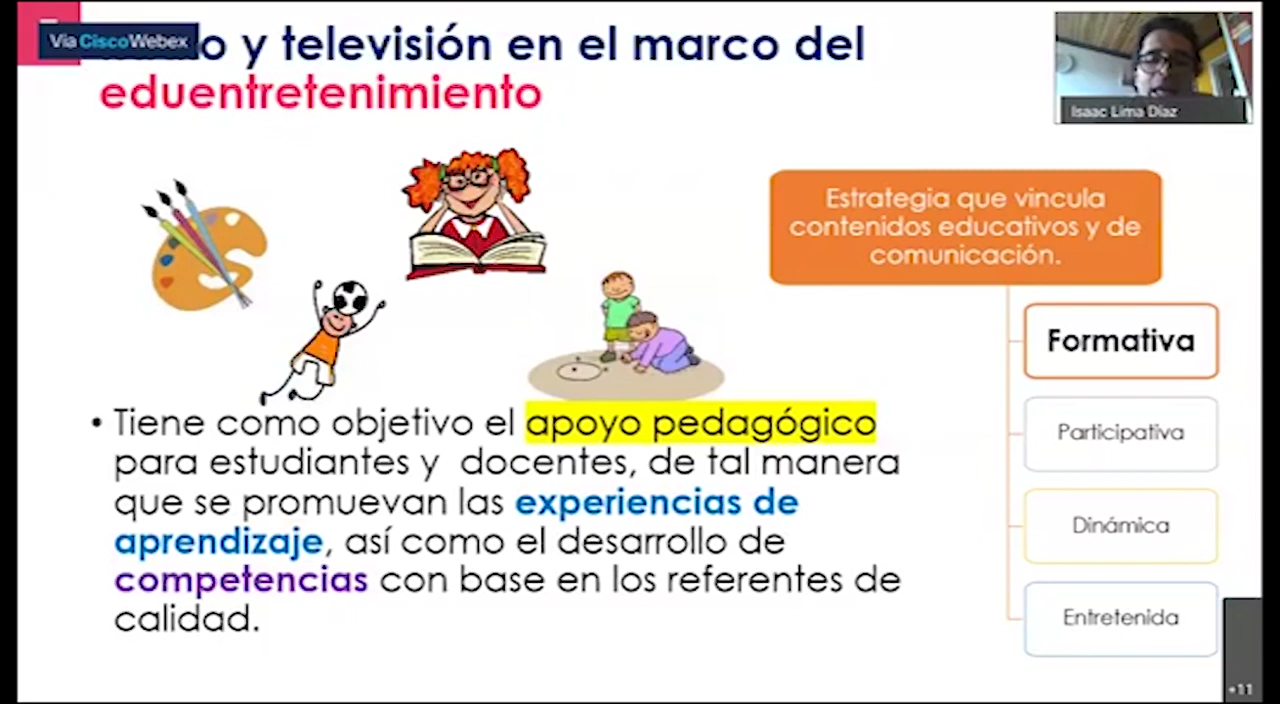 Vía CiscoWebex
y televisión en el marco del
eduentretenimiento
Isaac Lima Díaz
Estrategia que vincula
contenidos educativos y de
comunicación.
Formativa
Participativa
Dinámica
Entretenida
• Tiene como objetivo el apoyo pedagógico
para estudiantes y docentes, de tal manera
que se promuevan las experiencias de
aprendizaje, así como el desarrollo de
competencias con base en los referentes de
calidad.
+11